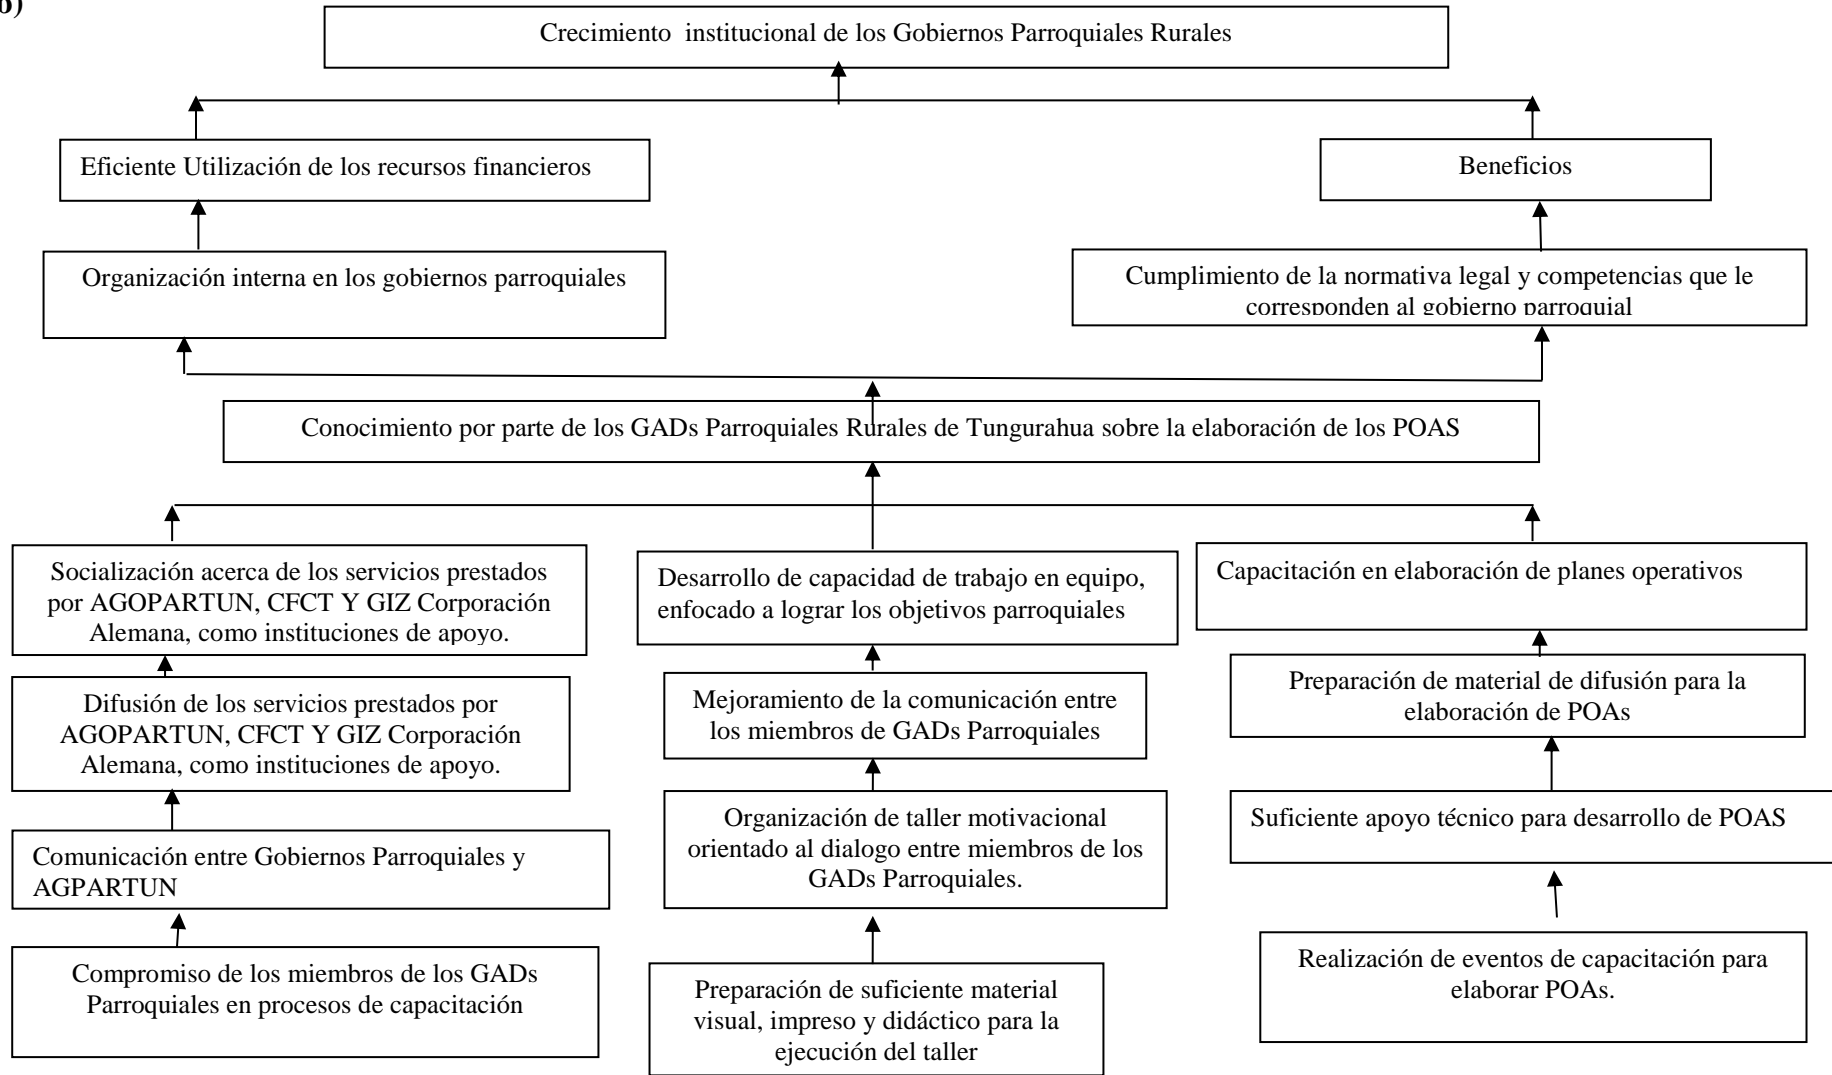 b)
Crecimiento institucional de los Gobiernos Parroquiales Rurales
Eficiente Utilización de los recursos financieros
Beneficios
Organización interna en los gobiernos parroquiales
Cumplimiento de la normativa legal y competencias que le
corresponden al gobierno parroquial
Conocimiento por parte de los GADs Parroquiales Rurales de Tungurahua sobre la elaboración de los POAS
Socialización acerca de los servicios prestados
por AGOPARTUN, CFCT Y GIZ Corporación
Alemana, como instituciones de apoyo.
Desarrollo de capacidad de trabajo en equipo,
enfocado a lograr los objetivos parroquiales
Capacitación en elaboración de planes operativos
Difusión de los servicios prestados por
AGOPARTUN, CFCT Y GIZ Corporación
Alemana, como instituciones de apoyo.
Mejoramiento de la comunicación entre
los miembros de GADs Parroquiales
Preparación de material de difusión para la
elaboración de POAs
Comunicación entre Gobiernos Parroquiales y
AGPARTUN
Organización de taller motivacional
orientado al dialogo entre miembros de los
GADs Parroquiales.
Suficiente apoyo técnico para desarrollo de POAS
Compromiso de los miembros de los GADs
Parroquiales en procesos de capacitación
Preparación de suficiente material
visual, impreso y didáctico para la
ejecución del taller
Realización de eventos de capacitación para
elaborar POAs.